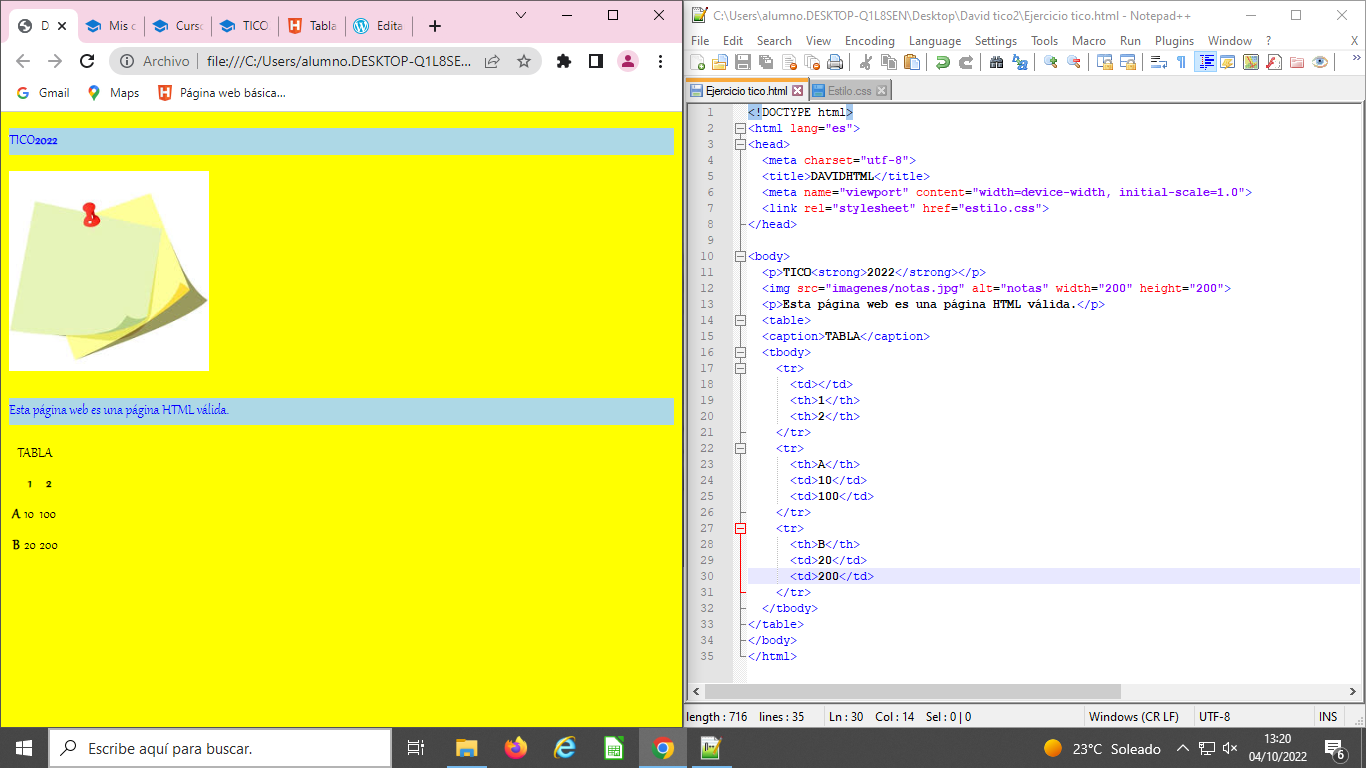 D
Mis c
Curso
TICO
Tabla
Edita
Archivo
file:///C:/Users/alumno.DESKTOP-Q1L8SE...
Gmail
Maps
Página web básica...
TICO2022
Esta página web es una página HTML válida.
TABLA
1 2
A 10 100
B 20 200
C:\Users\alumno.DESKTOP-Q1L8SEN\Desktop\David tico2\Ejercicio tico.html - Notepad++
File Edit Search View Encoding Language Settings Tools Macro Run Plugins Window ? X
Ejercicio tico.html
Estilo.css
1 <!DOCTYPE html>
2 <html lang="es">
3 <head>
4 <meta charset="utf-8">
5 <title>DAVIDHTML</title>
6 <meta name="viewport" content="width=device-width, initial-scale=1.0">
7 <link rel="stylesheet" href="estilo.css">
8 </head>
9
10 <body>
11 <p>TICO<strong>2022</strong></p>
12 <img src="imagenes/notas.jpg" alt="notas" width="200" height="200">
13 <p>Esta página web es una página HTML válida.</p>
14 <table>
15 <caption>TABLA</caption>
16 <tbody>
17 <tr>
18 <td></td>
19 <th>1</th>
20 <th>2</th>
21 </tr>
22 <tr>
23 <th>A</th>
24 <td>10</td>
25 <td>100</td>
26 </tr>
27 <tr>
28 <th>B</th>
29 <td>20</td>
30 <td>200</td>
31 </tr>
32 </tbody>
33 </table>
34 </body>
35 </html>
length : 716 lines : 35 Ln : 30 Col : 14 Sel : 0 | 0 Windows (CR LF) UTF-8 INS
Escribe aquí para buscar.
23°C Soleado
13:20
04/10/2022
6